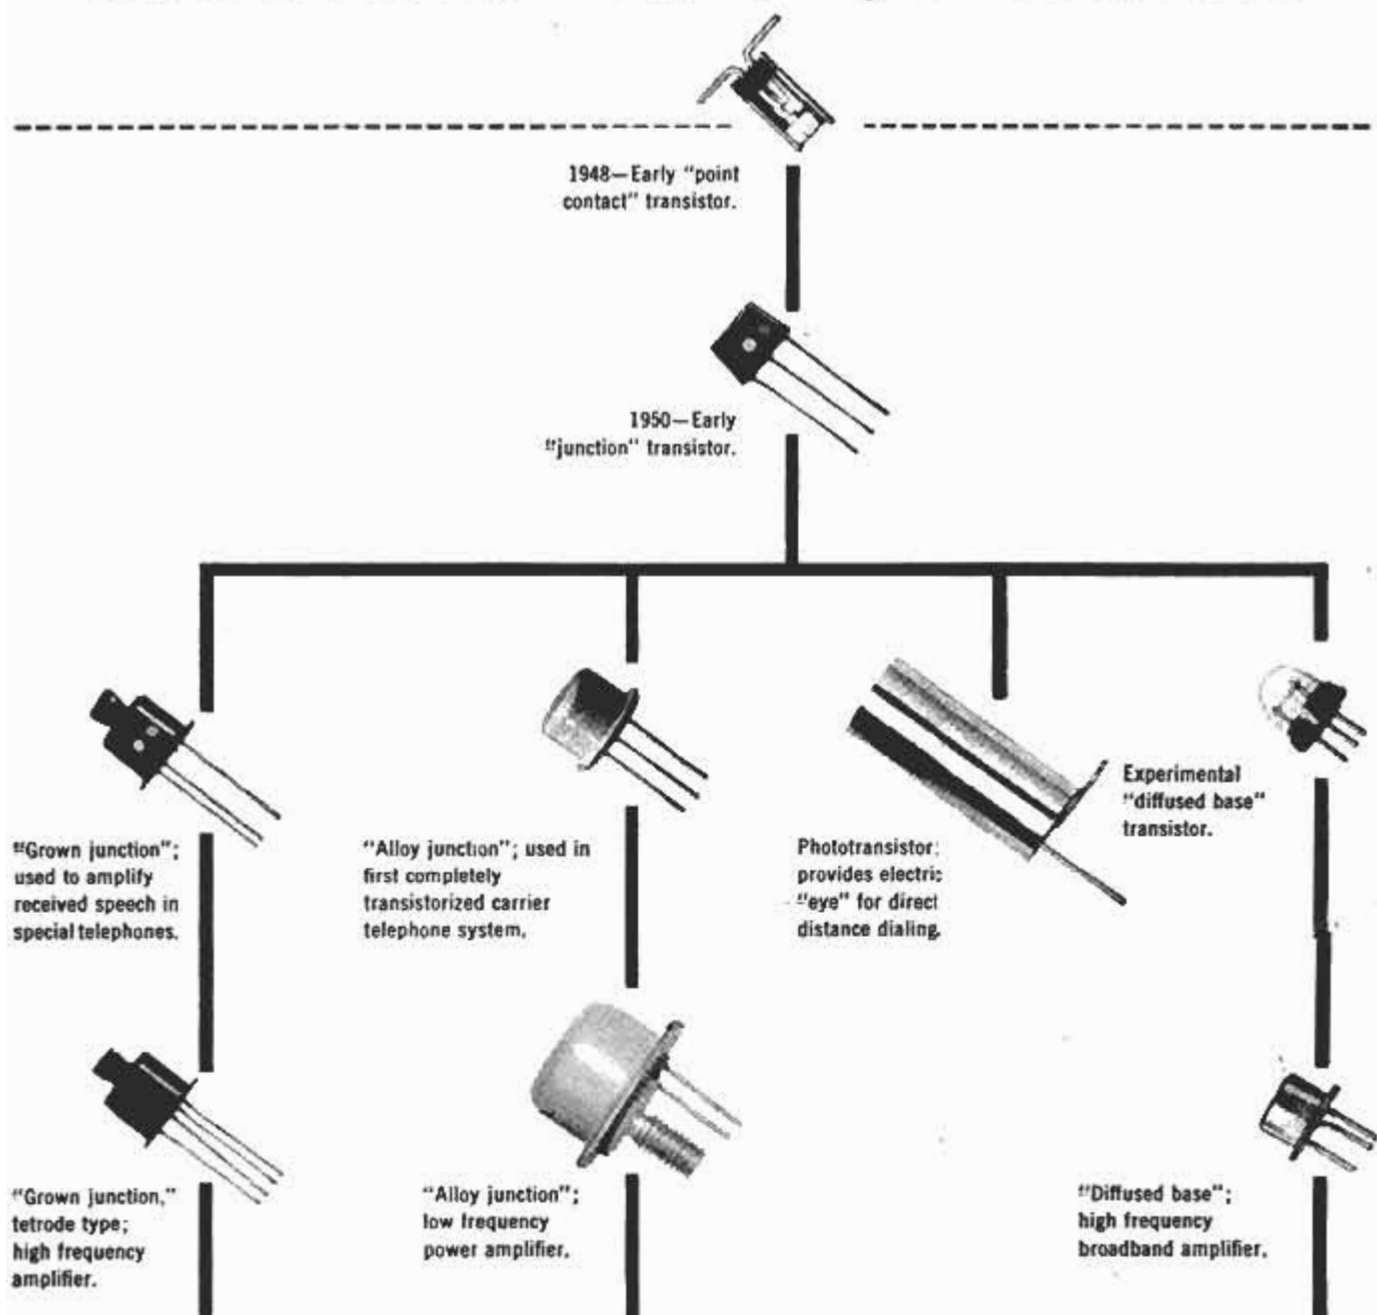 1948—Early "point
contact" transistor.
1950—Early
"junction" transistor.
"Grown junction";
used to amplify
received speech in
special telephones.
"Alloy junction"; used in
first completely
transistorized carrier
telephone system.
Phototransistor:
provides electric
"eye" for direct
distance dialing.
Experimental
"diffused base"
transistor.
"Grown junction,"
tetrode type;
high frequency
amplifier.
"Alloy junction";
low frequency
power amplifier.
"Diffused base";
high frequency
broadband amplifier.